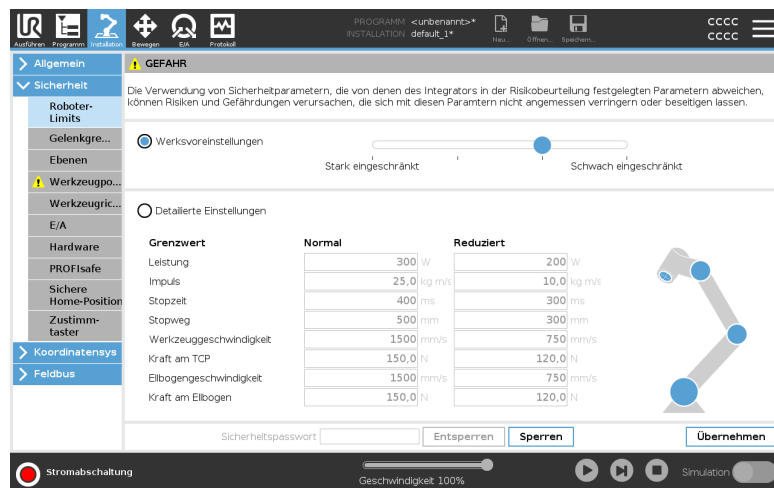 UR
PROGRAMM <unbenannt>*
INSTALLATION default_1*
Ausführen Programm Installation Bewegen E/A Protokoll
Neu... Öffnen... Speichern...
cccc
cccc
Allgemein
Sicherheit
Roboter-
Limits
Gelenkgre...
Ebenen
Werkzeugpo...
Werkzeugric...
E/A
Hardware
PROFIsafe
Sichere
Home-Position
Zustimm-
taster
Koordinatensys
Feldbus
GEFAHR
Die Verwendung von Sicherheitparametern, die von denen des Integrators in der Risikobeurteilung festgelegten Parametern abweichen,
können Risiken und Gefährdungen verursachen, die sich mit diesen Paramtern nicht angemessen verringern oder beseitigen lassen.
Werksvoreinstellungen
Stark eingeschränkt Schwach eingeschränkt
Detailierte Einstellungen
Grenzwert Normal Reduziert
Leistung 300 W 200 W
Impuls 25,0 kg m/s 10,0 kg m/s
Stopzeit 400 ms 300 ms
Stopweg 500 mm 300 mm
Werkzeuggeschwindigkeit 1500 mm/s 750 mm/s
Kraft am TCP 150,0 N 120,0 N
Ellbogengeschwindigkeit 1500 mm/s 750 mm/s
Kraft am Ellbogen 150,0 N 120,0 N
Sicherheitspasswort Entsperren Sperren Übernehmen
Stromabschaltung
Geschwindigkeit 100%
Simulation